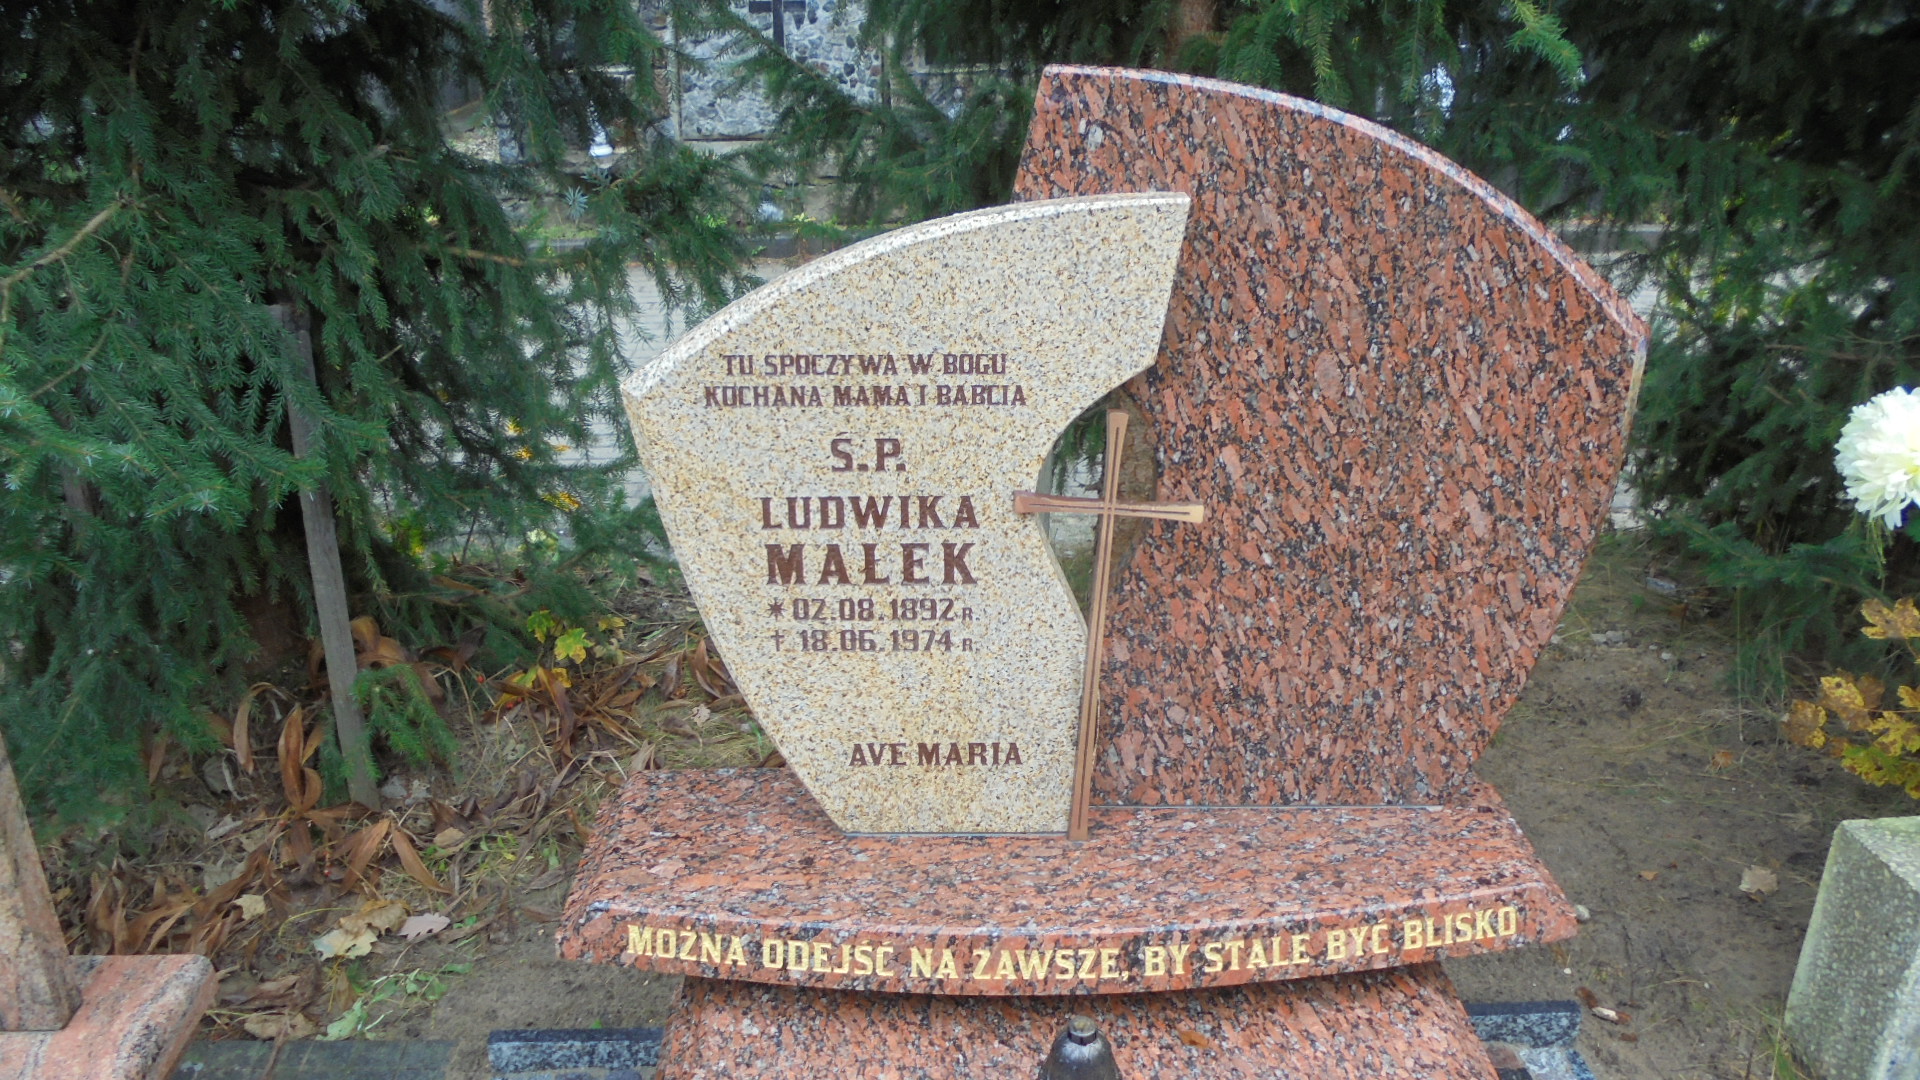 TU SPOCZYWA W BOGU
KOCHANA MAMA I BABCIA
Ś.P.
LUDWIKA
MAŁEK
* 02.08.1892 R.
† 18.06.1974 R.
AVE MARIA
MOŻNA ODEJŚĆ NA ZAWSZE, BY STALE BYĆ BLISKO